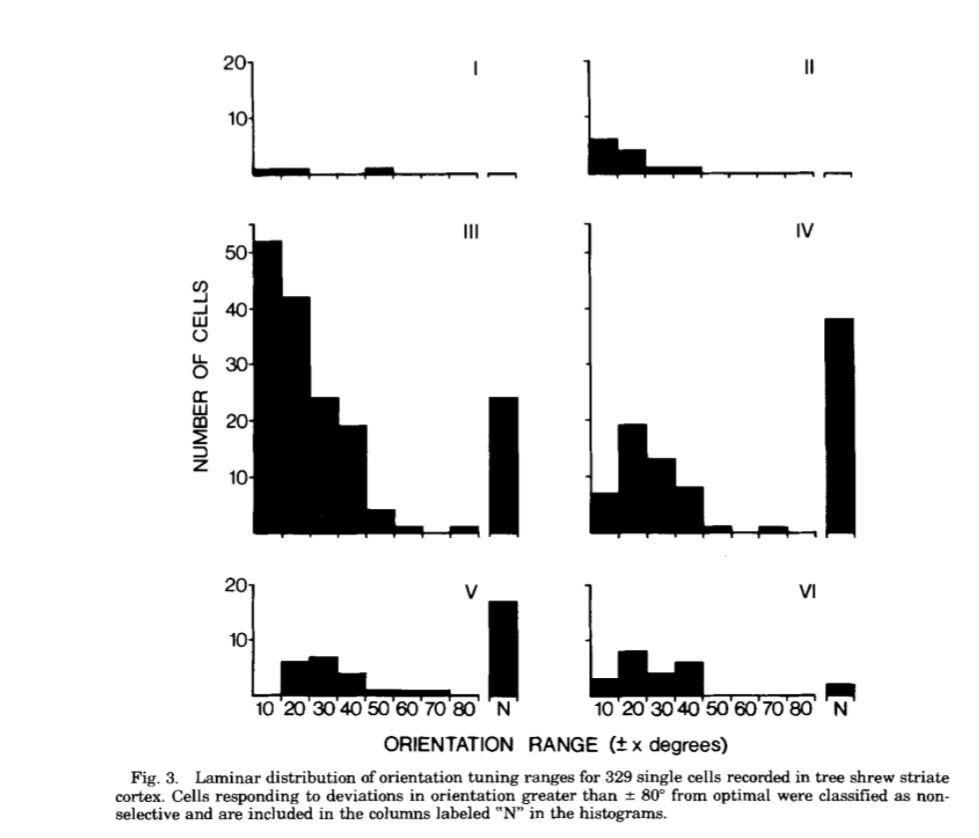 20
10
I
II
50
40
30
20
10
III
IV
NUMBER OF CELLS
20
10
V
VI
10 20 30 40 50 60 70 80 N
10 20 30 40 50 60 70 80 N
ORIENTATION RANGE (± x degrees)
Fig. 3. Laminar distribution of orientation tuning ranges for 329 single cells recorded in tree shrew striate
cortex. Cells responding to deviations in orientation greater than ± 80° from optimal were classified as non-
selective and are included in the columns labeled "N" in the histograms.